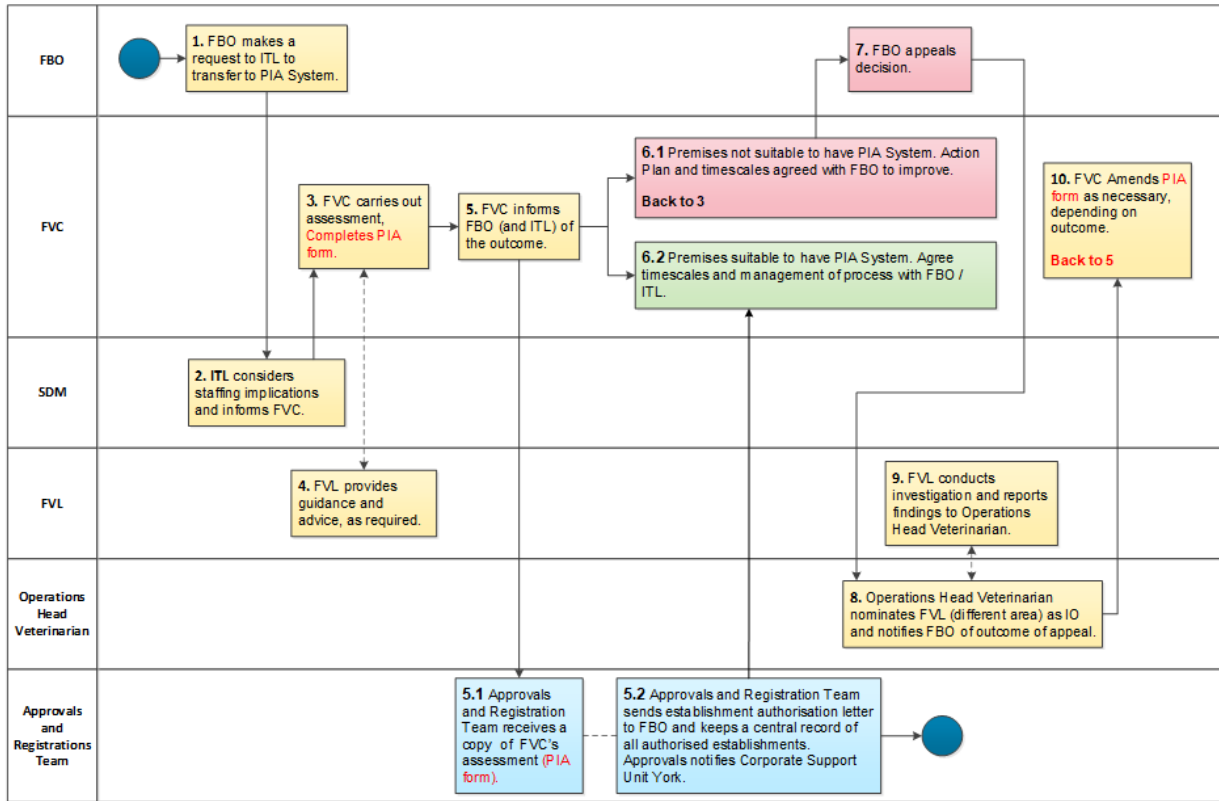 FBO
1. FBO makes a
request to ITL to
transfer to PIA System.
7. FBO appeals
decision.
FVC
3. FVC carries out
assessment,
Completes PIA
form.
5. FVC informs
FBO (and ITL) of
the outcome.
6.1 Premises not suitable to have PIA System. Action
Plan and timescales agreed with FBO to improve.
Back to 3
6.2 Premises suitable to have PIA System. Agree
timescales and management of process with FBO /
ITL.
10. FVC Amends PIA
form as necessary,
depending on
outcome.
Back to 5
SDM
2. ITL considers
staffing implications
and informs FVC.
FVL
4. FVL provides
guidance and
advice, as required.
9. FVL conducts
investigation and reports
findings to Operations
Head Veterinarian.
Operations
Head
Veterinarian
8. Operations Head Veterinarian
nominates FVL (different area) as IO
and notifies FBO of outcome of appeal.
Approvals
and
Registrations
Team
5.1 Approvals
and Registration
Team receives a
copy of FVC's
assessment (PIA
form).
5.2 Approvals and Registration Team
sends establishment authorisation letter
to FBO and keeps a central record of
all authorised establishments.
Approvals notifies Corporate Support
Unit York.